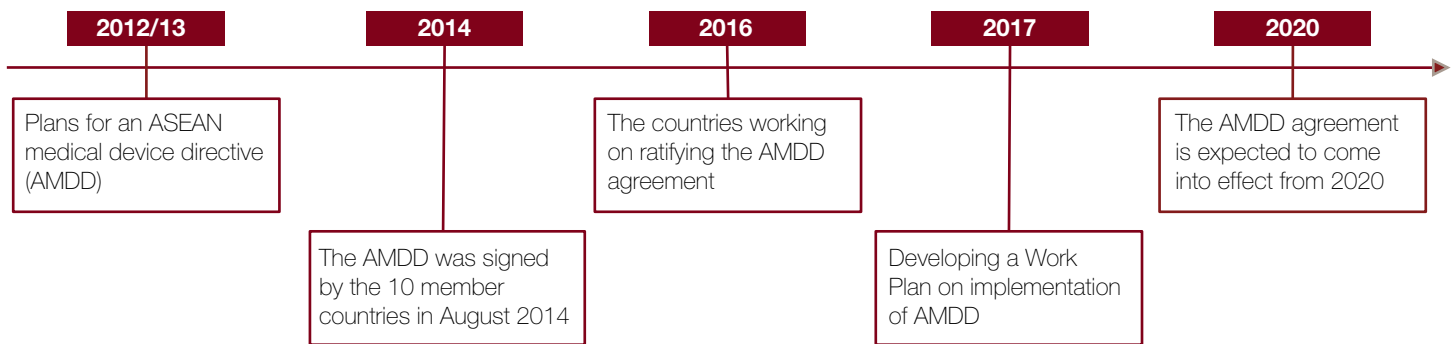 2012/13
Plans for an ASEAN
medical device directive
(AMDD)
2014
The AMDD was signed
by the 10 member
countries in August 2014
2016
The countries working
on ratifying the AMDD
agreement
2017
Developing a Work
Plan on implementation
of AMDD
2020
The AMDD agreement
is expected to come
into effect from 2020